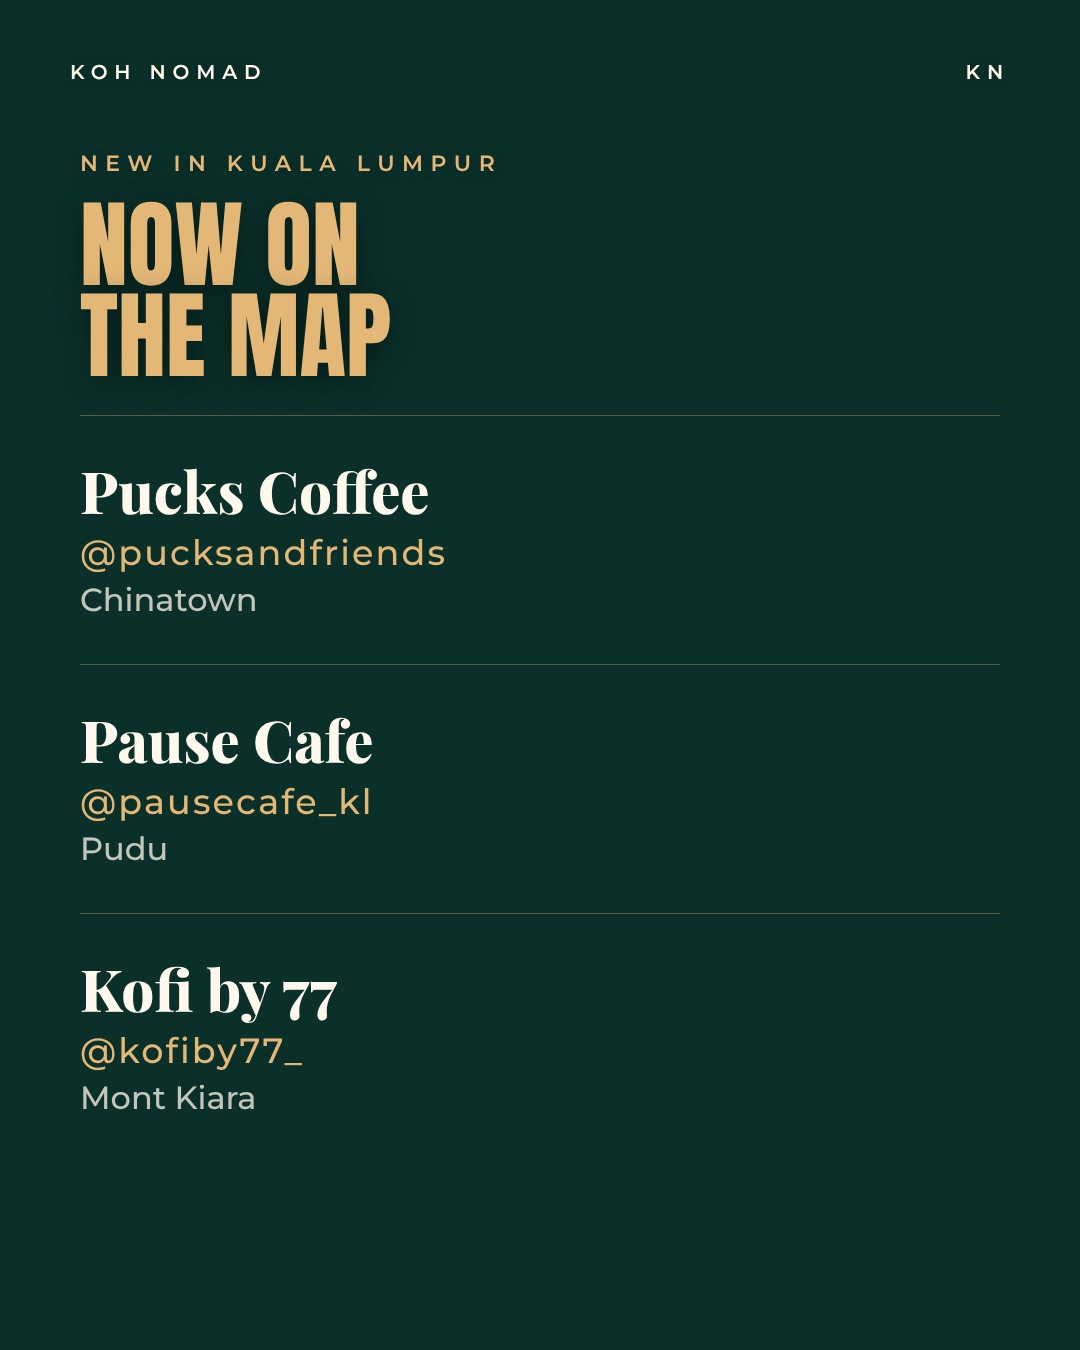 KOH NOMAD
KN
NEW IN KUALA LUMPUR
NOW ON
THE MAP
Pucks Coffee
@pucksandfriends
Chinatown
Pause Cafe
@pausecafe_kl
Pudu
Kofi by 77
@kofiby77_
Mont Kiara